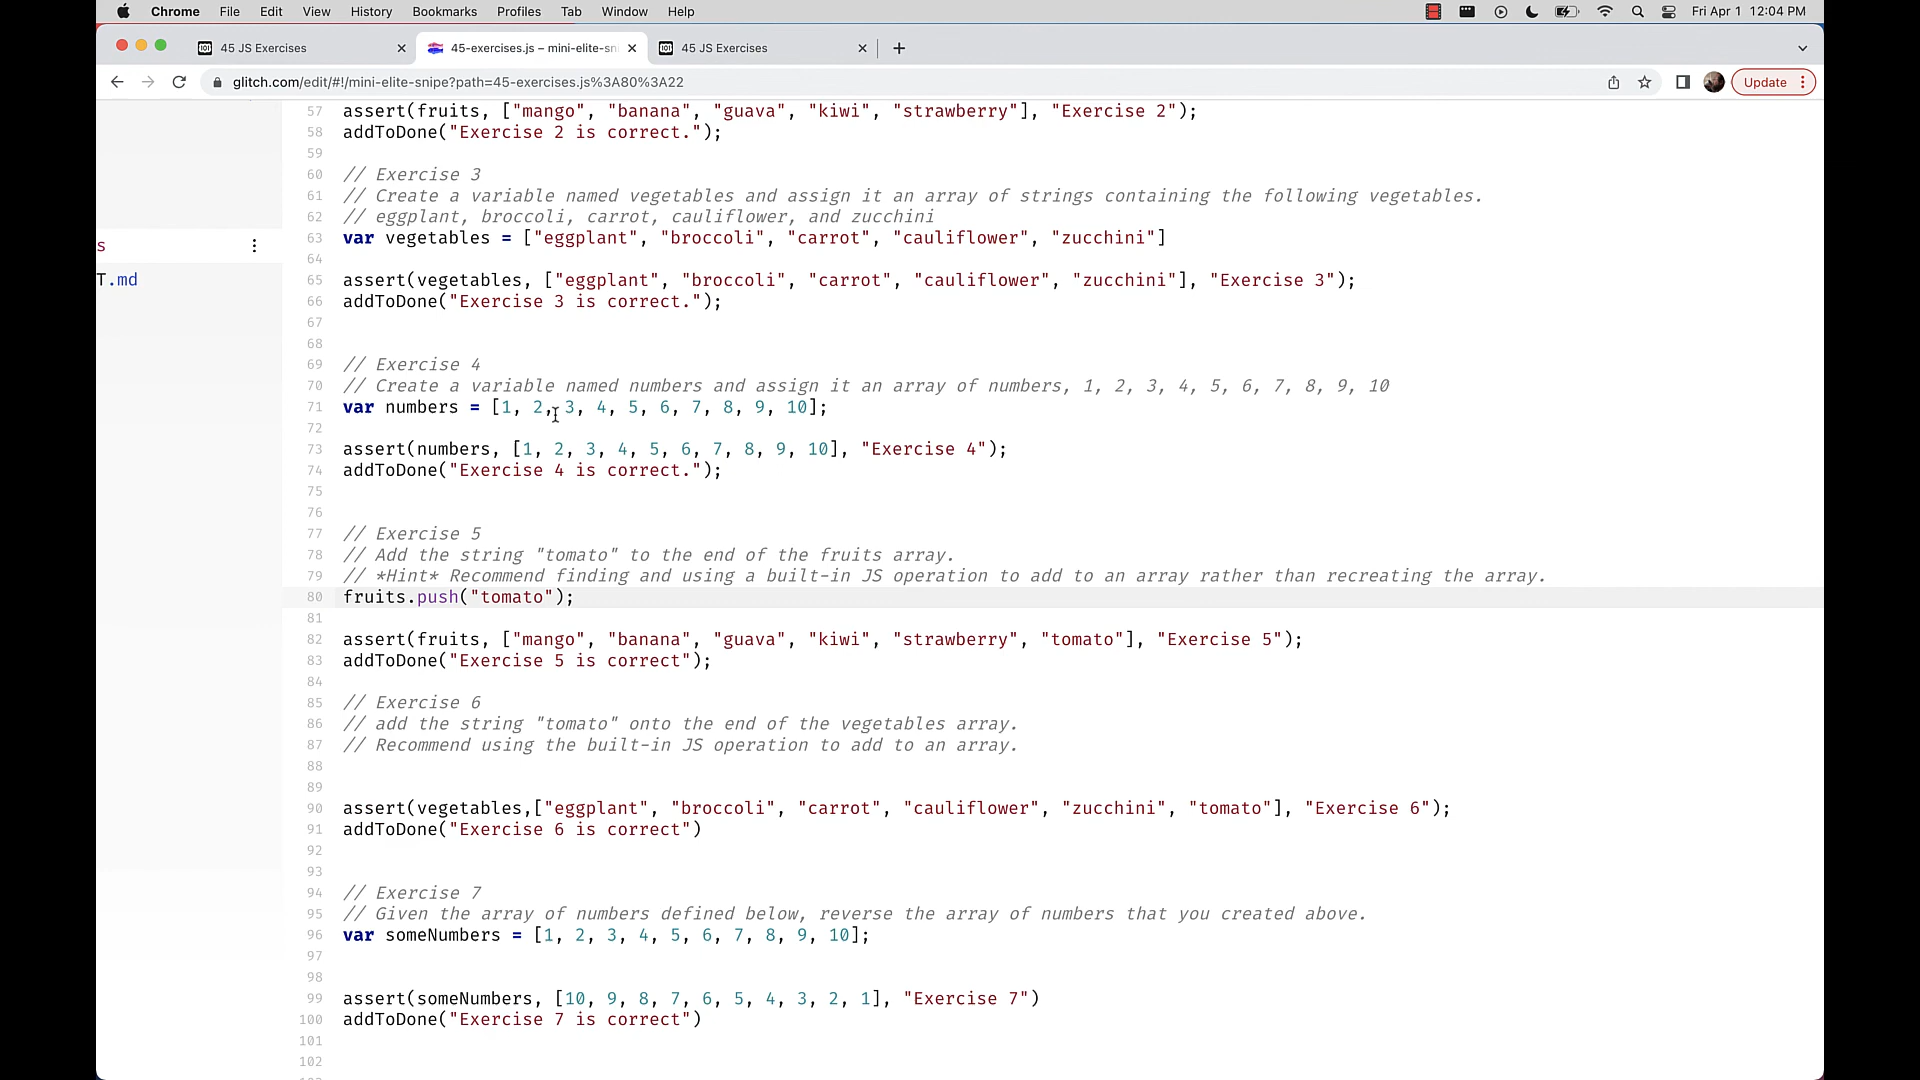 Chrome File Edit View History Bookmarks Profiles Tab Window Help Fri Apr 1 12:04 PM
45 JS Exercises 45-exercises.js – mini-elite-sni 45 JS Exercises
glitch.com/edit/#!/mini-elite-snipe?path=45-exercises.js%3A80%3A22 Update
s
T.md
57 assert(fruits, ["mango", "banana", "guava", "kiwi", "strawberry"], "Exercise 2");
58 addToDone("Exercise 2 is correct.");
59
60 // Exercise 3
61 // Create a variable named vegetables and assign it an array of strings containing the following vegetables.
62 // eggplant, broccoli, carrot, cauliflower, and zucchini
63 var vegetables = ["eggplant", "broccoli", "carrot", "cauliflower", "zucchini"]
64
65 assert(vegetables, ["eggplant", "broccoli", "carrot", "cauliflower", "zucchini"], "Exercise 3");
66 addToDone("Exercise 3 is correct.");
67
68
69 // Exercise 4
70 // Create a variable named numbers and assign it an array of numbers, 1, 2, 3, 4, 5, 6, 7, 8, 9, 10
71 var numbers = [1, 2, 3, 4, 5, 6, 7, 8, 9, 10];
72
73 assert(numbers, [1, 2, 3, 4, 5, 6, 7, 8, 9, 10], "Exercise 4");
74 addToDone("Exercise 4 is correct.");
75
76
77 // Exercise 5
78 // Add the string "tomato" to the end of the fruits array.
79 // *Hint* Recommend finding and using a built-in JS operation to add to an array rather than recreating the array.
80 fruits.push("tomato");
81
82 assert(fruits, ["mango", "banana", "guava", "kiwi", "strawberry", "tomato"], "Exercise 5");
83 addToDone("Exercise 5 is correct");
84
85 // Exercise 6
86 // add the string "tomato" onto the end of the vegetables array.
87 // Recommend using the built-in JS operation to add to an array.
88
89
90 assert(vegetables,["eggplant", "broccoli", "carrot", "cauliflower", "zucchini", "tomato"], "Exercise 6");
91 addToDone("Exercise 6 is correct")
92
93
94 // Exercise 7
95 // Given the array of numbers defined below, reverse the array of numbers that you created above.
96 var someNumbers = [1, 2, 3, 4, 5, 6, 7, 8, 9, 10];
97
98
99 assert(someNumbers, [10, 9, 8, 7, 6, 5, 4, 3, 2, 1], "Exercise 7")
100 addToDone("Exercise 7 is correct")
101
102